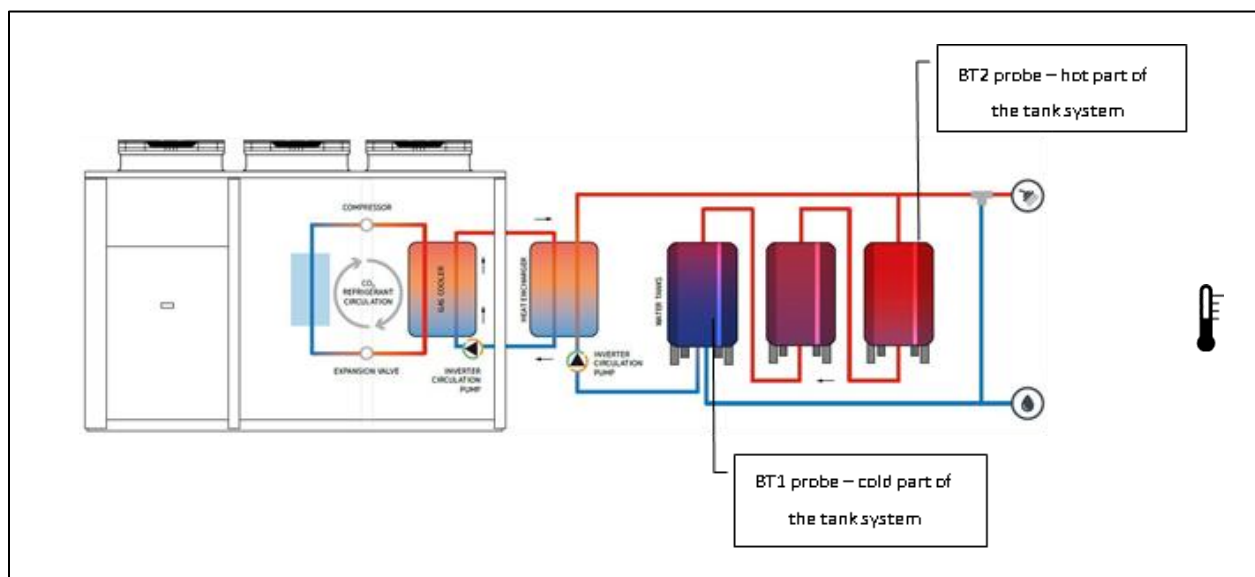 BT2 probe – hot part of
the tank system
COMPRESSOR
CO₂
REFRIGERANT
CIRCULATION
GAS COOLER
HEAT ENCHARGER
WATER TANKS
EXPANSION VALVE
INVERTER
CIRCULATION
PUMP
INVERTER
CIRCULATION
PUMP
BT1 probe – cold part of
the tank system